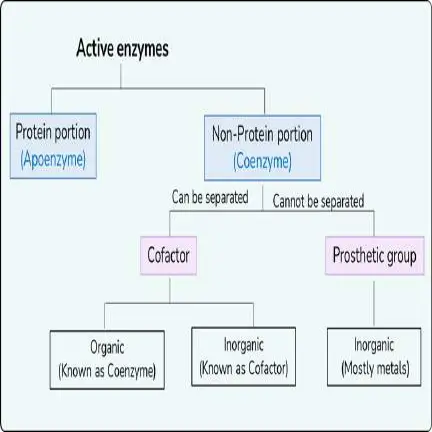 Active enzymes
Protein portion
(Apoenzyme)
Non-Protein portion
(Coenzyme)
Can be separated
Cannot be separated
Cofactor
Prosthetic group
Organic
(Known as Coenzyme)
Inorganic
(Known as Cofactor)
Inorganic
(Mostly metals)